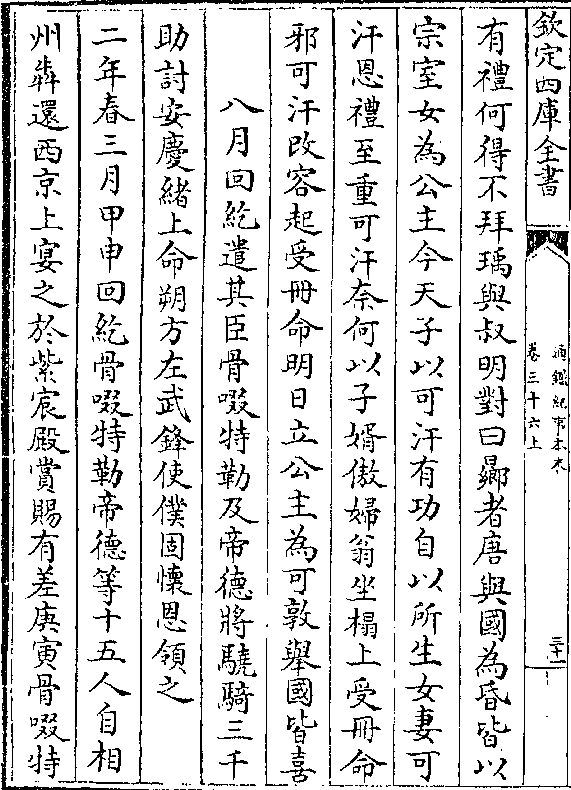 欽定四庫全書
通鑑紀事本末
卷三十六上
三十一
有禮何得不拜瑀與叔明對曰曏者唐與國為昏皆以
宗室女為公主今天子以可汗有功自以所生女妻可
汗恩禮至重可汗奈何以子婿傲婦翁坐榻上受冊命
邪可汗改容起受冊命明日立公主為可敦舉國皆喜
八月回紇遣其臣骨啜特勒及帝德將驍騎三千
助討安慶緒上命朔方左武鋒使僕固懷恩領之
二年春三月甲申回紇骨啜特勒帝德等十五人自相
州犇還西京上宴之於紫宸殿賞賜有差庚寅骨啜特